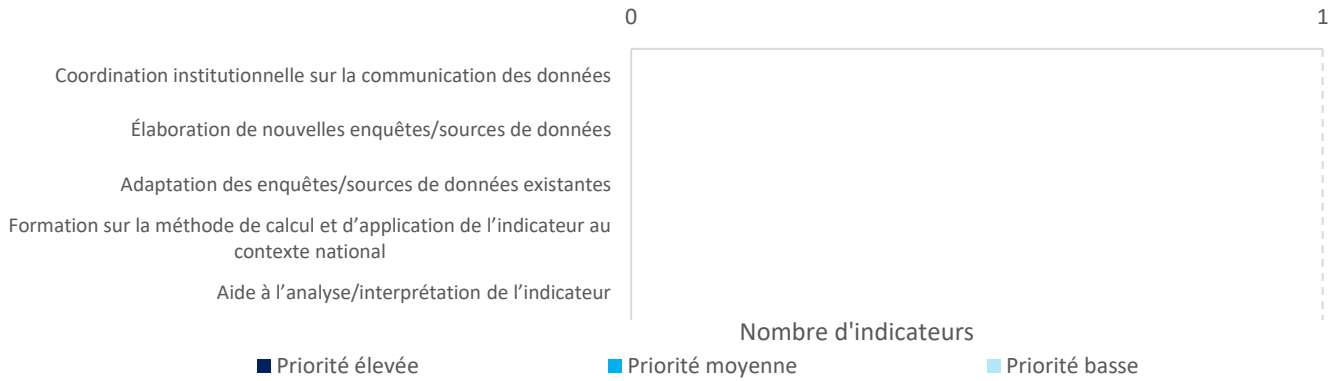 0 1
Coordination institutionnelle sur la communication des données
Élaboration de nouvelles enquêtes/sources de données
Adaptation des enquêtes/sources de données existantes
Formation sur la méthode de calcul et d’application de l’indicateur au
contexte national
Aide à l’analyse/interprétation de l’indicateur
Nombre d'indicateurs
Priorité élevée Priorité moyenne Priorité basse